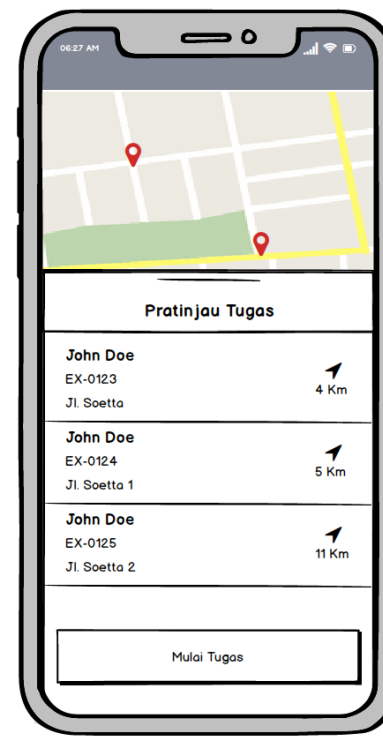 06:27 AM
Pratinjau Tugas
John Doe
EX-0123
Jl. Soetta
4 Km
John Doe
EX-0124
Jl. Soetta 1
5 Km
John Doe
EX-0125
Jl. Soetta 2
11 Km
Mulai Tugas